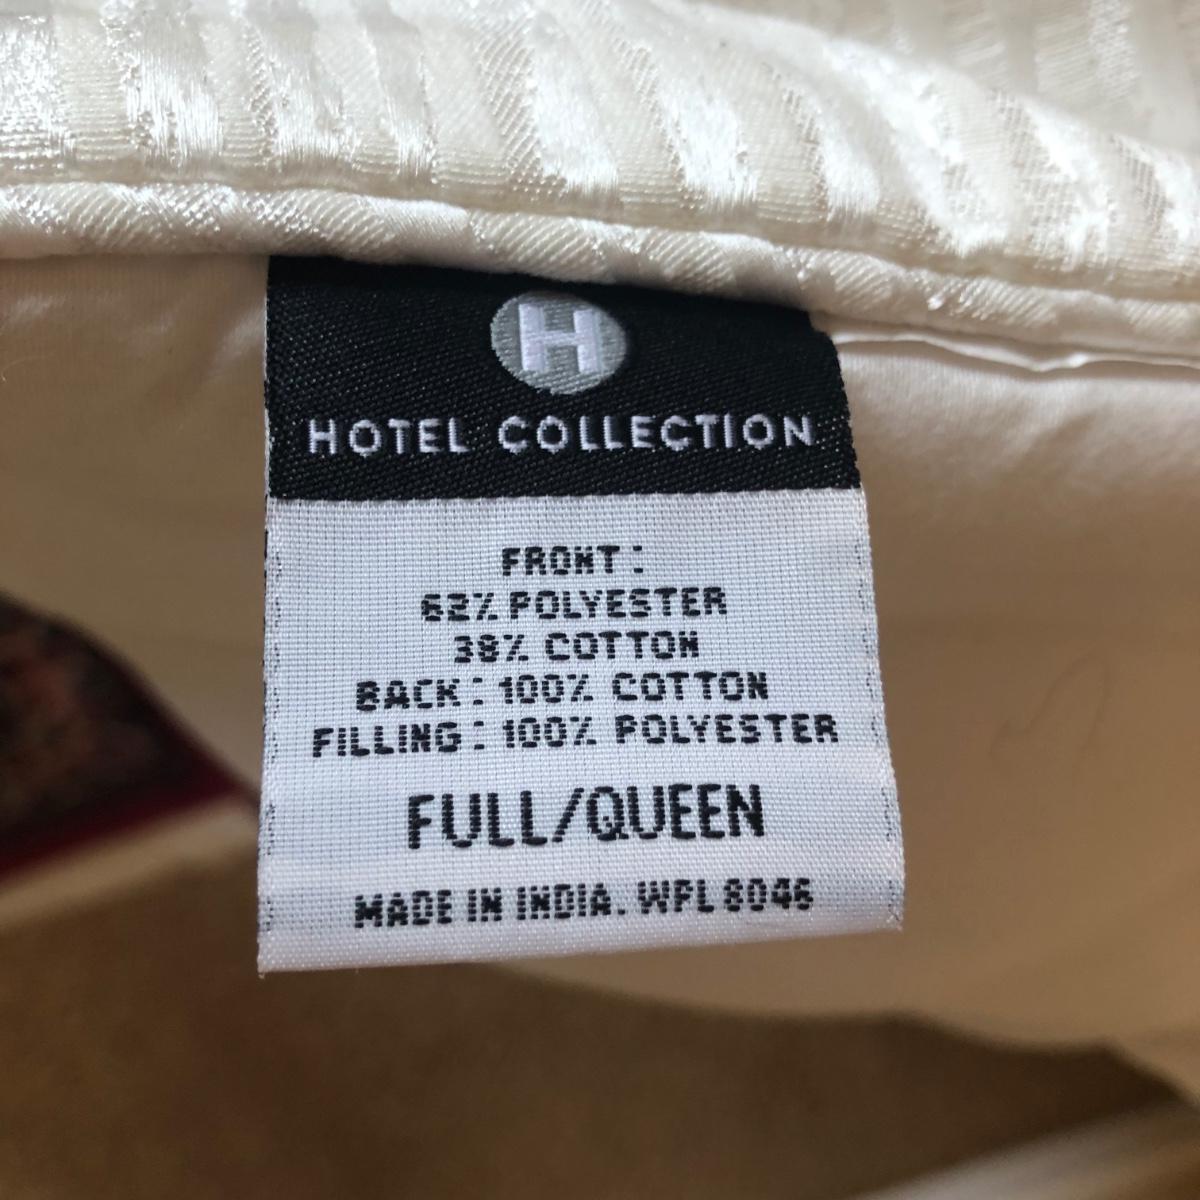 H
HOTEL COLLECTION
FRONT:
62% POLYESTER
38% COTTON
BACK: 100% COTTON
FILLING: 100% POLYESTER
FULL/QUEEN
MADE IN INDIA. WPL 8046